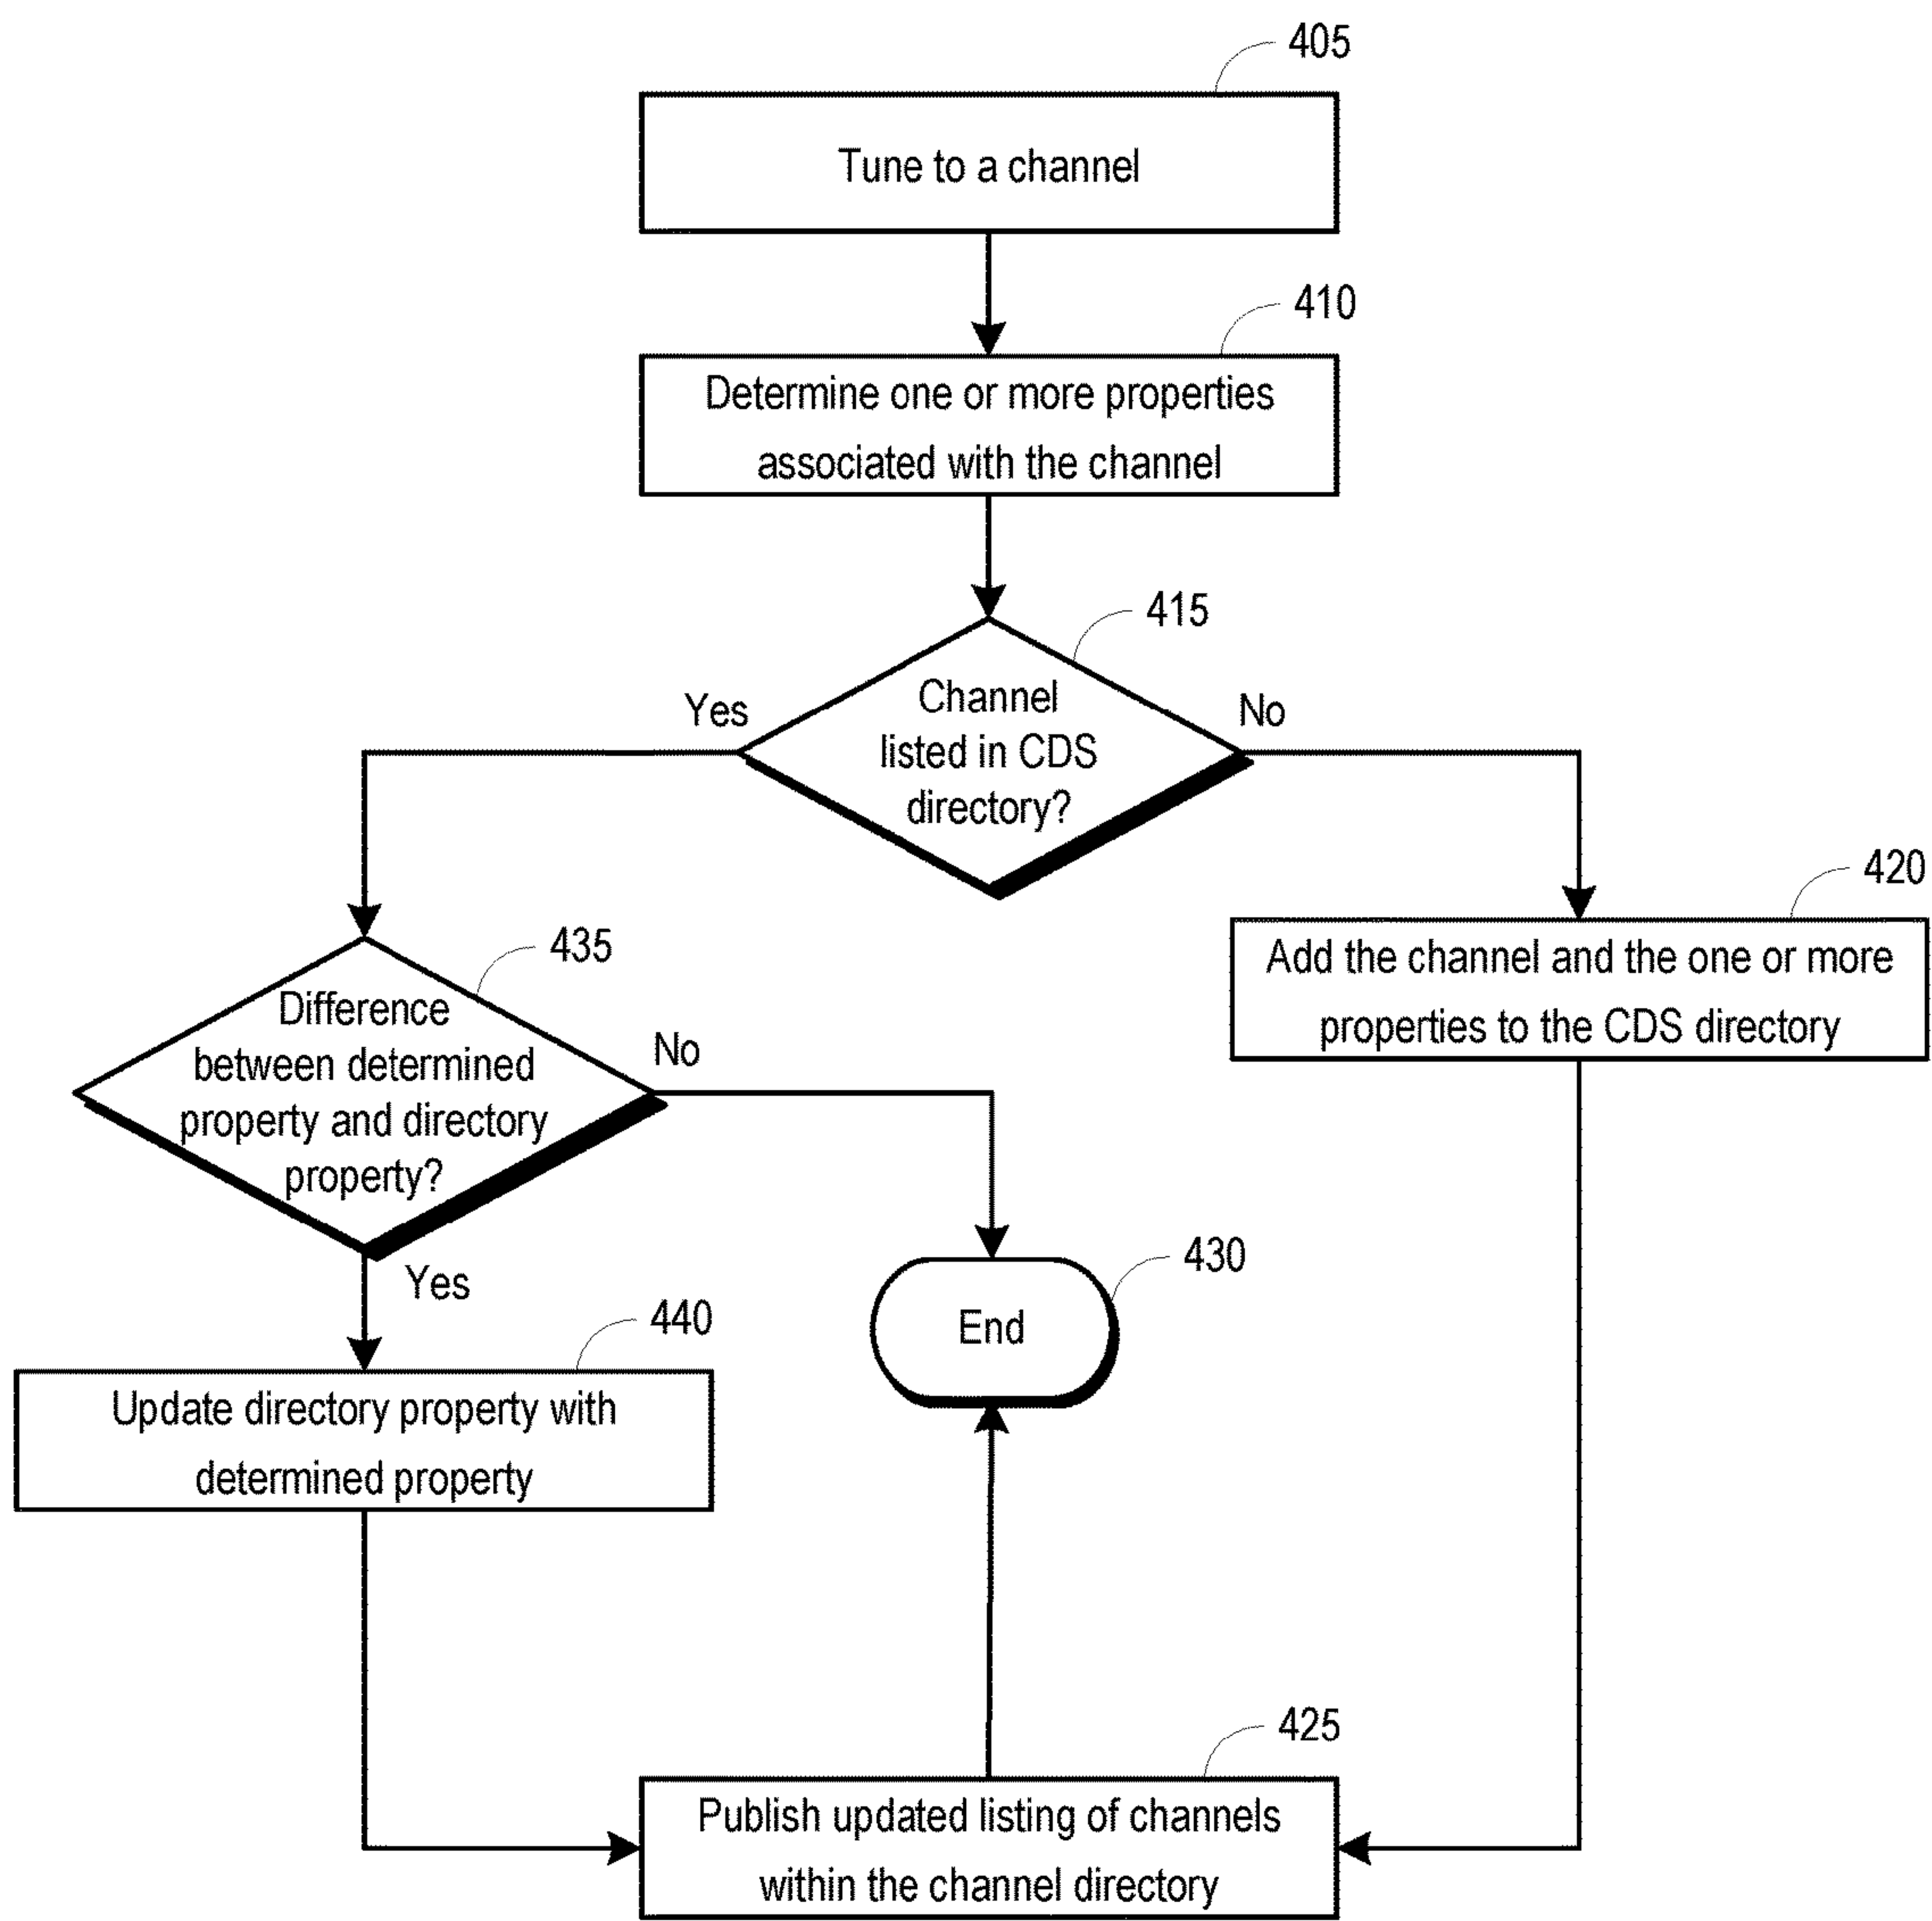 405
Tune to a channel
410
Determine one or more properties
associated with the channel
415
Channel
listed in CDS
directory?
Yes
No
420
Add the channel and the one or more
properties to the CDS directory
435
Difference
between determined
property and directory
property?
No
Yes
430
End
440
Update directory property with
determined property
425
Publish updated listing of channels
within the channel directory